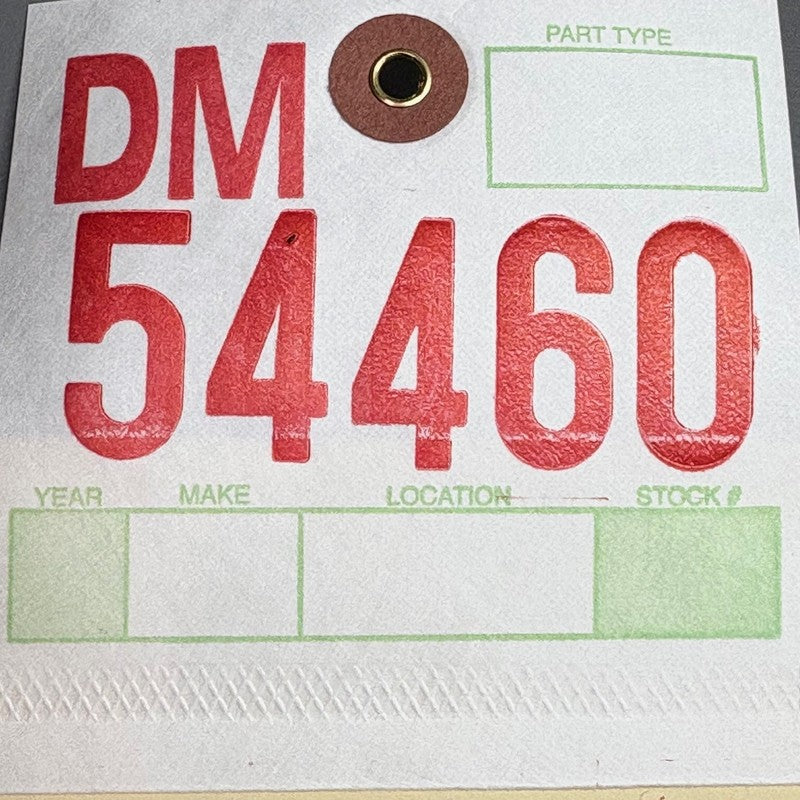 DM
PART TYPE
54460
YEAR MAKE LOCATION STOCK #